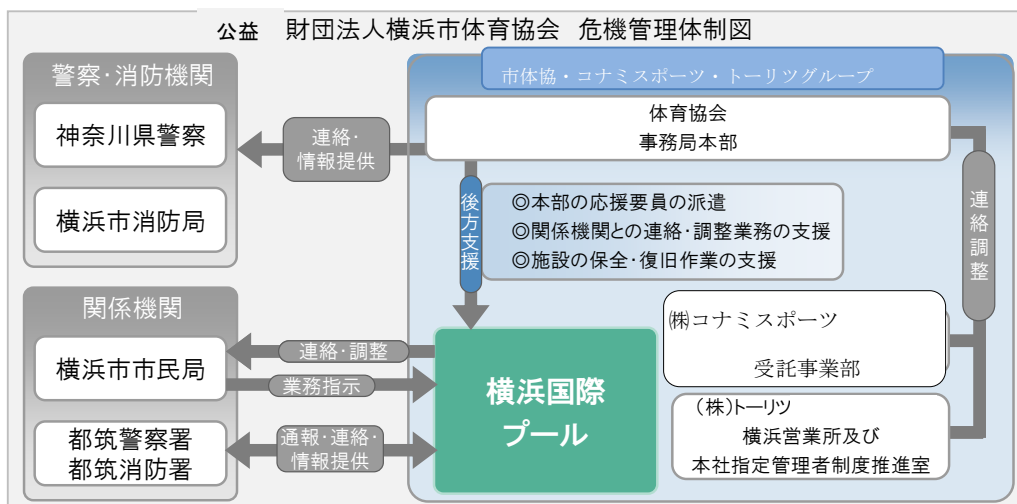 公益 財団法人横浜市体育協会 危機管理体制図
警察・消防機関
神奈川県警察
横浜市消防局
連絡・
情報提供
市体協・コナミスポーツ・トーリツグループ
体育協会
事務局本部
後方支援
◎本部の応援要員の派遣
◎関係機関との連絡・調整業務の支援
◎施設の保全・復旧作業の支援
連絡調整
関係機関
横浜市市民局
都筑警察署
都筑消防署
連絡・調整
業務指示
通報・連絡・
情報提供
横浜国際
プール
㈱コナミスポーツ
受託事業部
(株)トーリツ
横浜営業所及び
本社指定管理者制度推進室